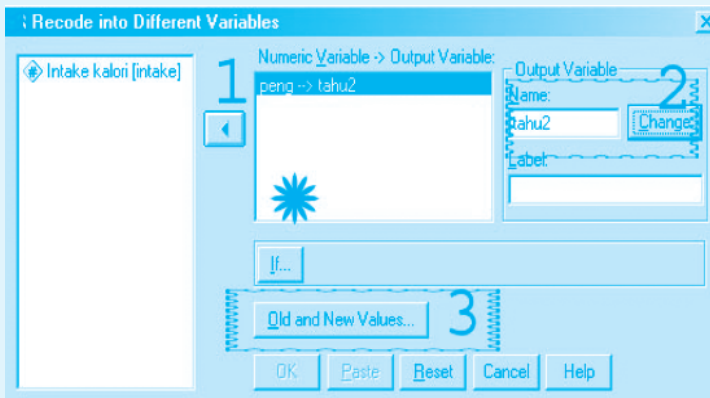 Recode into Different Variables
Intake kalori [intake]
1
Numeric Variable -> Output Variable:
peng --> tahu2
Output Variable
2
Name:
tahu2
Change
Label:
If...
Old and New Values...
3
OK
Paste
Reset
Cancel
Help